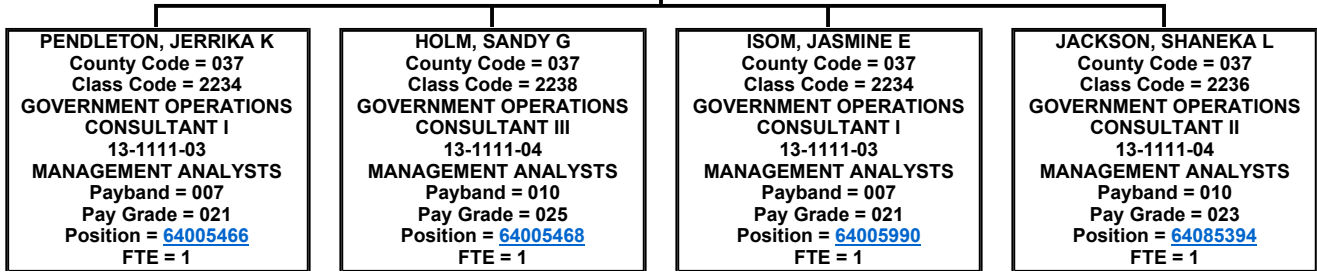 PENDLETON, JERRIKA K
County Code = 037
Class Code = 2234
GOVERNMENT OPERATIONS
CONSULTANT I
13-1111-03
MANAGEMENT ANALYSTS
Payband = 007
Pay Grade = 021
Position = 64005466
FTE = 1
HOLM, SANDY G
County Code = 037
Class Code = 2238
GOVERNMENT OPERATIONS
CONSULTANT III
13-1111-04
MANAGEMENT ANALYSTS
Payband = 010
Pay Grade = 025
Position = 64005468
FTE = 1
ISOM, JASMINE E
County Code = 037
Class Code = 2234
GOVERNMENT OPERATIONS
CONSULTANT I
13-1111-03
MANAGEMENT ANALYSTS
Payband = 007
Pay Grade = 021
Position = 64005990
FTE = 1
JACKSON, SHANEKA L
County Code = 037
Class Code = 2236
GOVERNMENT OPERATIONS
CONSULTANT II
13-1111-04
MANAGEMENT ANALYSTS
Payband = 010
Pay Grade = 023
Position = 64085394
FTE = 1